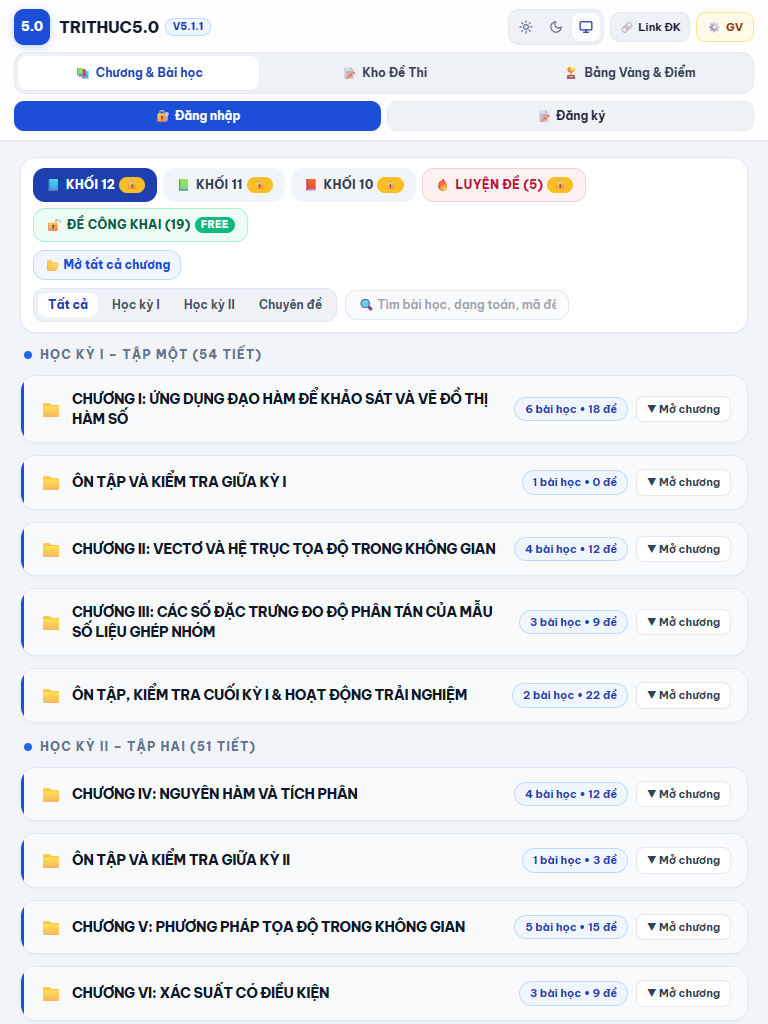 5.0 TRITHUC5.0 V5.1.1 Link ĐK GV
Chương & Bài học Kho Đề Thi Bảng Vàng & Điểm
Đăng nhập Đăng ký
KHỐI 12 KHỐI 11 KHỐI 10 LUYỆN ĐỀ (5)
ĐỀ CÔNG KHAI (19) FREE
Mở tất cả chương
Tất cả Học kỳ I Học kỳ II Chuyên đề Tìm bài học, dạng toán, mã đề
HỌC KỲ I – TẬP MỘT (54 TIẾT)
CHƯƠNG I: ỨNG DỤNG ĐẠO HÀM ĐỂ KHẢO SÁT VÀ VẼ ĐỒ THỊ
HÀM SỐ
6 bài học • 18 đề ▼ Mở chương
ÔN TẬP VÀ KIỂM TRA GIỮA KỲ I 1 bài học • 0 đề ▼ Mở chương
CHƯƠNG II: VECTƠ VÀ HỆ TRỤC TỌA ĐỘ TRONG KHÔNG GIAN 4 bài học • 12 đề ▼ Mở chương
CHƯƠNG III: CÁC SỐ ĐẶC TRƯNG ĐO ĐỘ PHÂN TÁN CỦA MẪU
SỐ LIỆU GHÉP NHÓM
3 bài học • 9 đề ▼ Mở chương
ÔN TẬP, KIỂM TRA CUỐI KỲ I & HOẠT ĐỘNG TRẢI NGHIỆM 2 bài học • 22 đề ▼ Mở chương
HỌC KỲ II – TẬP HAI (51 TIẾT)
CHƯƠNG IV: NGUYÊN HÀM VÀ TÍCH PHÂN 4 bài học • 12 đề ▼ Mở chương
ÔN TẬP VÀ KIỂM TRA GIỮA KỲ II 1 bài học • 3 đề ▼ Mở chương
CHƯƠNG V: PHƯƠNG PHÁP TỌA ĐỘ TRONG KHÔNG GIAN 5 bài học • 15 đề ▼ Mở chương
CHƯƠNG VI: XÁC SUẤT CÓ ĐIỀU KIỆN 3 bài học • 9 đề ▼ Mở chương